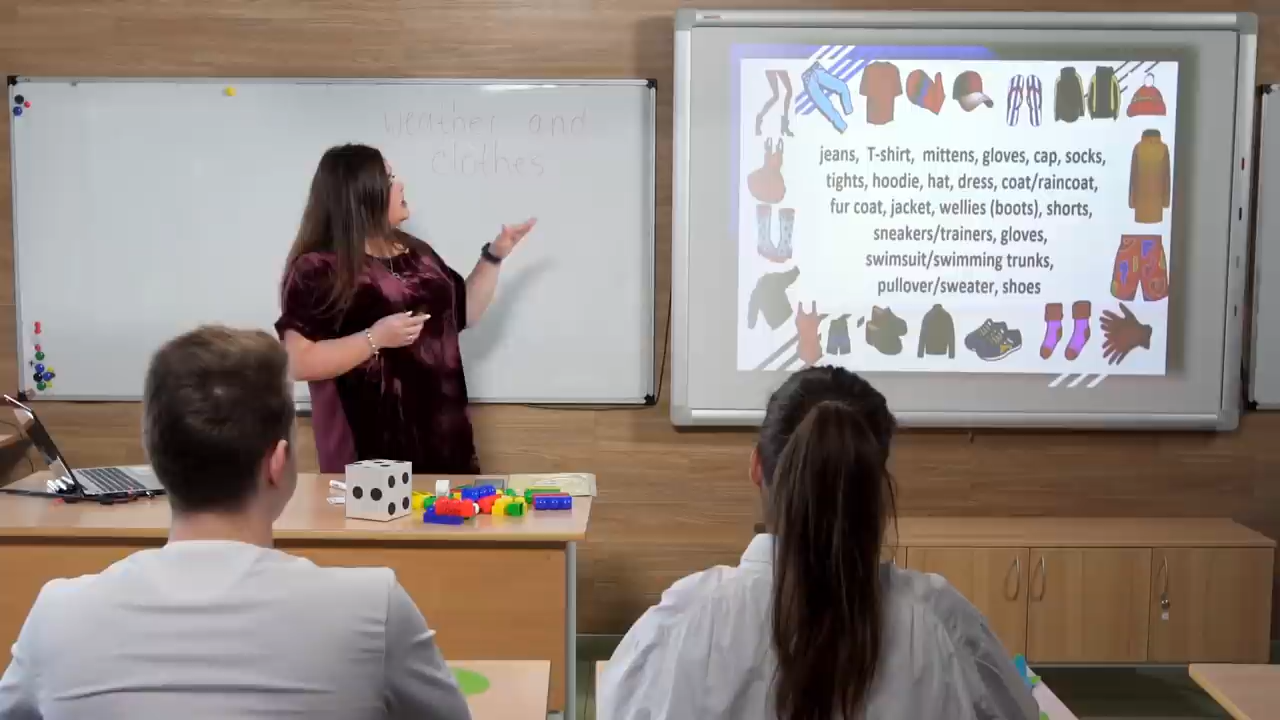 Weather and
clothes
jeans, T-shirt, mittens, gloves, cap, socks,
tights, hoodie, hat, dress, coat/raincoat,
fur coat, jacket, wellies (boots), shorts,
sneakers/trainers, gloves,
swimsuit/swimming trunks,
pullover/sweater, shoes